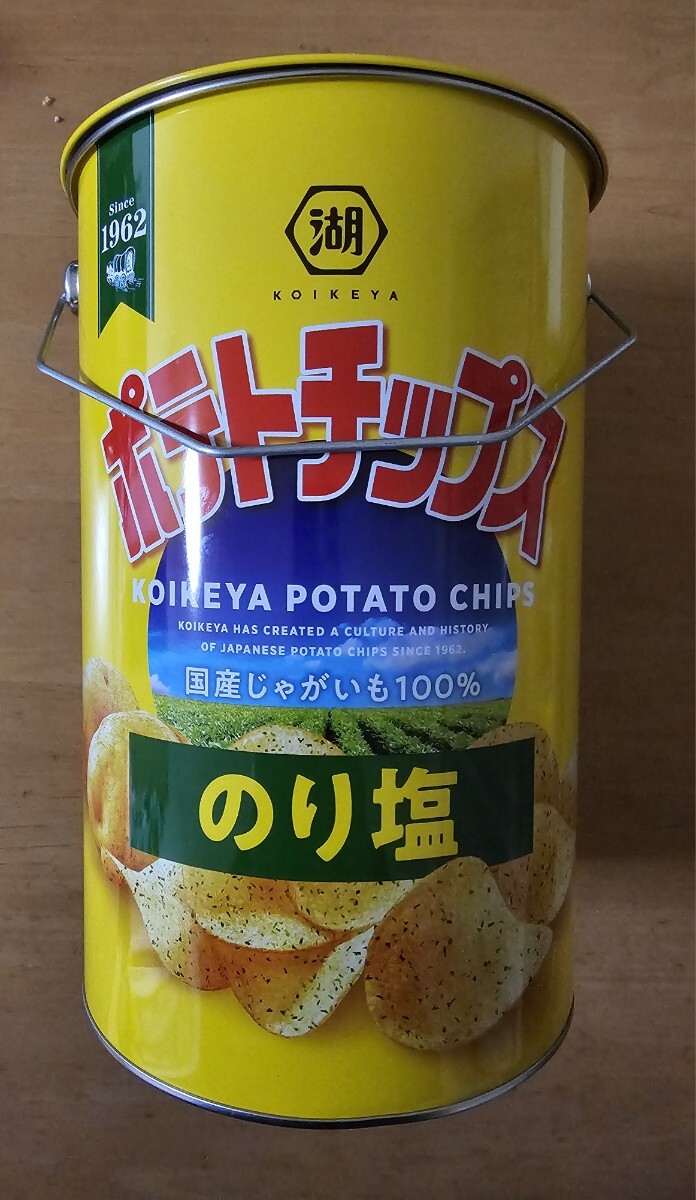 Since
1962
湖
KOIKEYA
ポテトチップス
KOIKEYA POTATO CHIPS
KOIKEYA HAS CREATED A CULTURE AND HISTORY
OF JAPANESE POTATO CHIPS SINCE 1962.
国産じゃがいも100%
のり塩